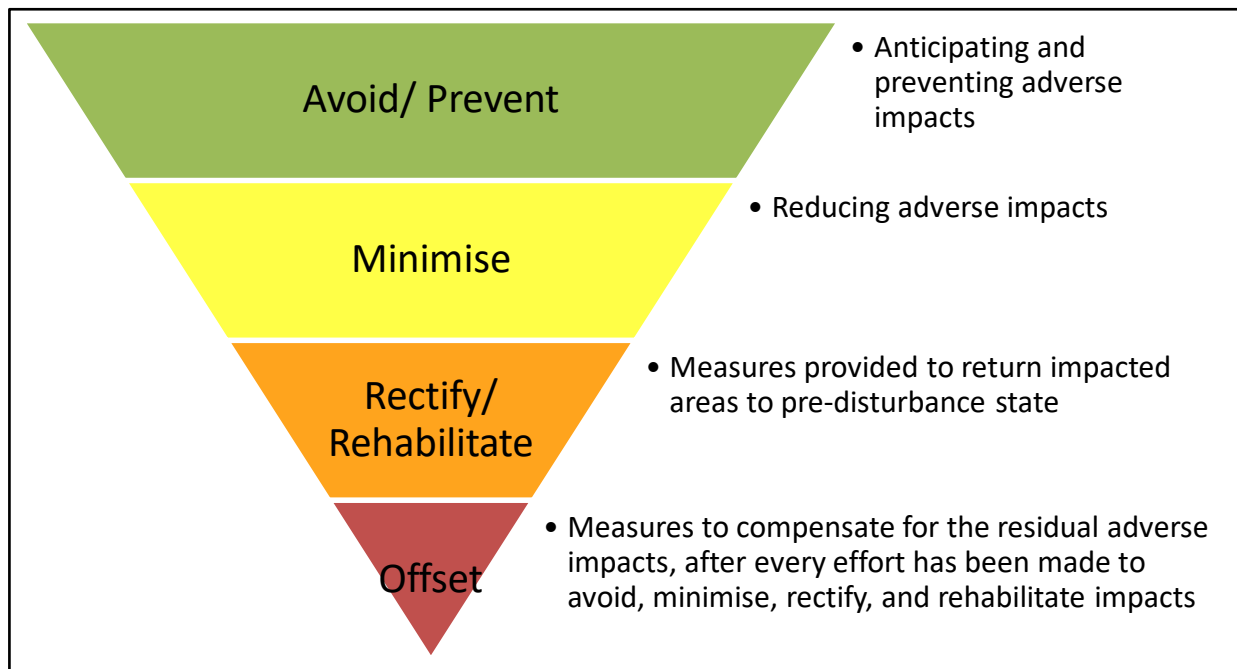 Avoid/ Prevent
• Anticipating and
preventing adverse
impacts
Minimise
• Reducing adverse impacts
Rectify/
Rehabilitate
• Measures provided to return impacted
areas to pre-disturbance state
Offset
• Measures to compensate for the residual adverse
impacts, after every effort has been made to
avoid, minimise, rectify, and rehabilitate impacts